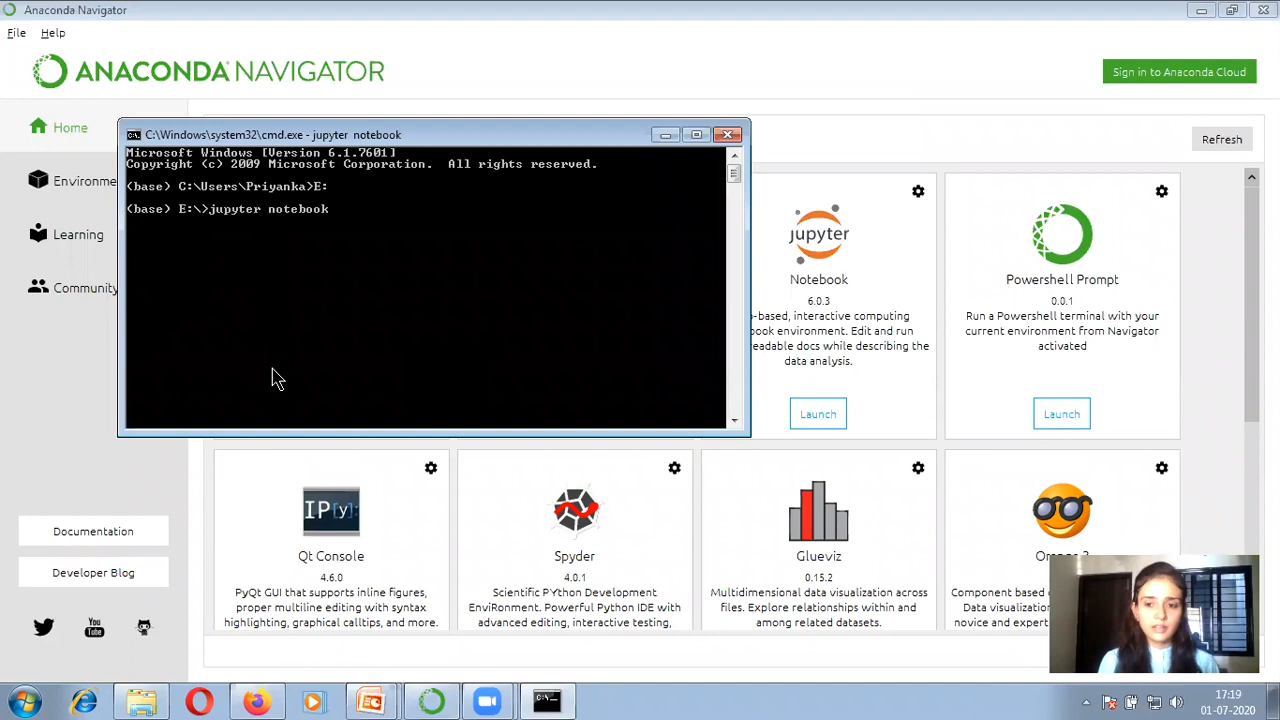 Anaconda Navigator
File Help
ANACONDA NAVIGATOR
Sign in to Anaconda Cloud
Home
Environme
Learning
Community
Documentation
Developer Blog
You
Tube
Refresh
C:\Windows\system32\cmd.exe - jupyter notebook
Microsoft Windows [Version 6.1.7601]
Copyright (c) 2009 Microsoft Corporation. All rights reserved.
(base) C:\Users\Priyanka>E:
(base) E:\>jupyter notebook
jupyter
Notebook
6.0.3
-based, interactive computing
book environment. Edit and run
eadable docs while describing the
data analysis.
Launch
Powershell Prompt
0.0.1
Run a Powershell terminal with your
current environment from Navigator
activated
Launch
IP[y]:
Qt Console
4.6.0
PyQt GUI that supports inline figures,
proper multiline editing with syntax
highlighting, graphical calltips, and more.
Spyder
4.0.1
Scientific PYthon Development
EnviRonment. Powerful Python IDE with
advanced editing, interactive testing,
Glueviz
0.15.2
Multidimensional data visualization across
files. Explore relationships within and
among related datasets.
Component based
Data visualizatio
novice and expert
17:19
01-07-2020